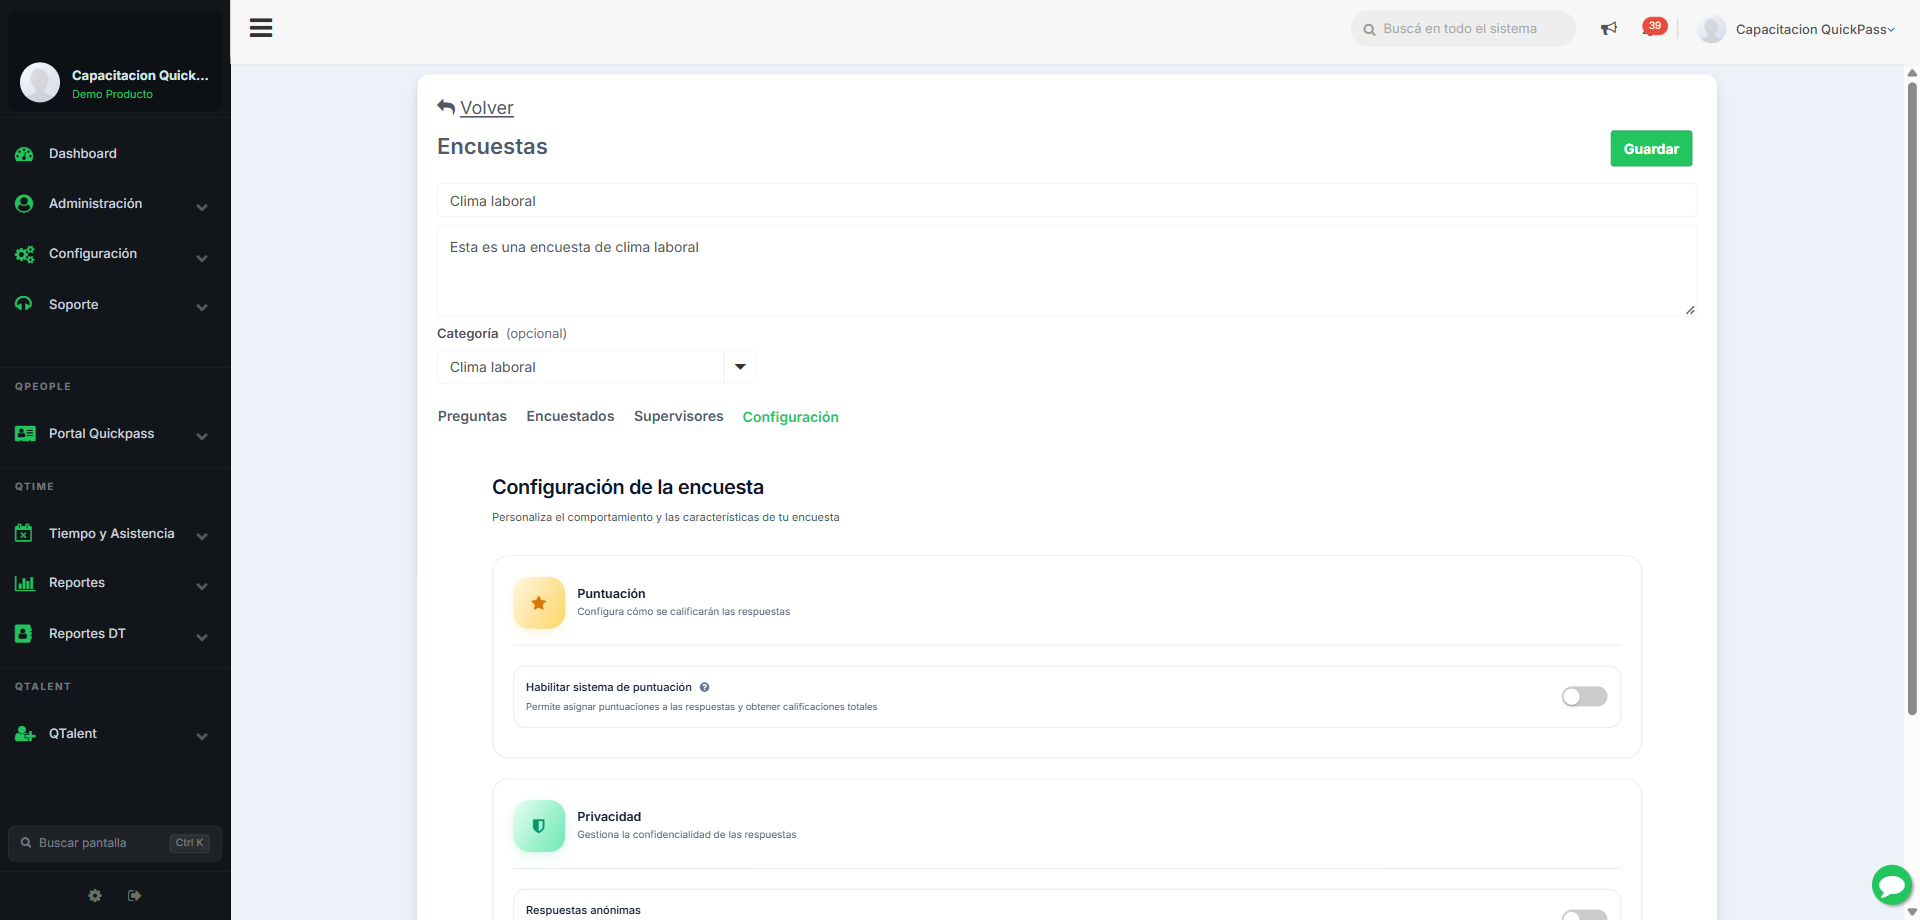 Capacitacion Quick...
Demo Producto
Dashboard
Administración
Configuración
Soporte
QPEOPLE
Portal Quickpass
QTIME
Tiempo y Asistencia
Reportes
Reportes DT
QTALENT
QTalent
Buscar pantalla
Ctrl K
Buscá en todo el sistema
39
Capacitacion QuickPass
Volver
Encuestas
Guardar
Clima laboral
Esta es una encuesta de clima laboral
Categoría (opcional)
Clima laboral
Preguntas Encuestados Supervisores Configuración
Configuración de la encuesta
Personaliza el comportamiento y las características de tu encuesta
Puntuación
Configura cómo se calificarán las respuestas
Habilitar sistema de puntuación
Permite asignar puntuaciones a las respuestas y obtener calificaciones totales
Privacidad
Gestiona la confidencialidad de las respuestas
Respuestas anónimas